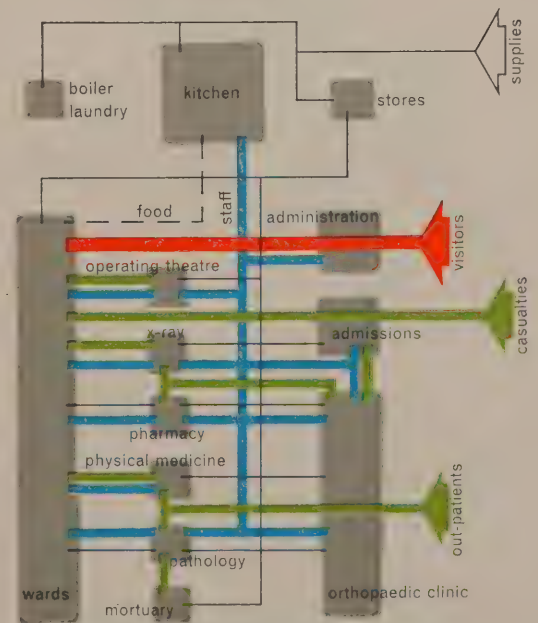 supplies
boiler
laundry
kitchen
stores
food
staff
administration
visitors
operating theatre
casualties
x-ray
admissions
pharmacy
physical medicine
out-patients
pathology
wards
orthopaedic clinic
mortuary